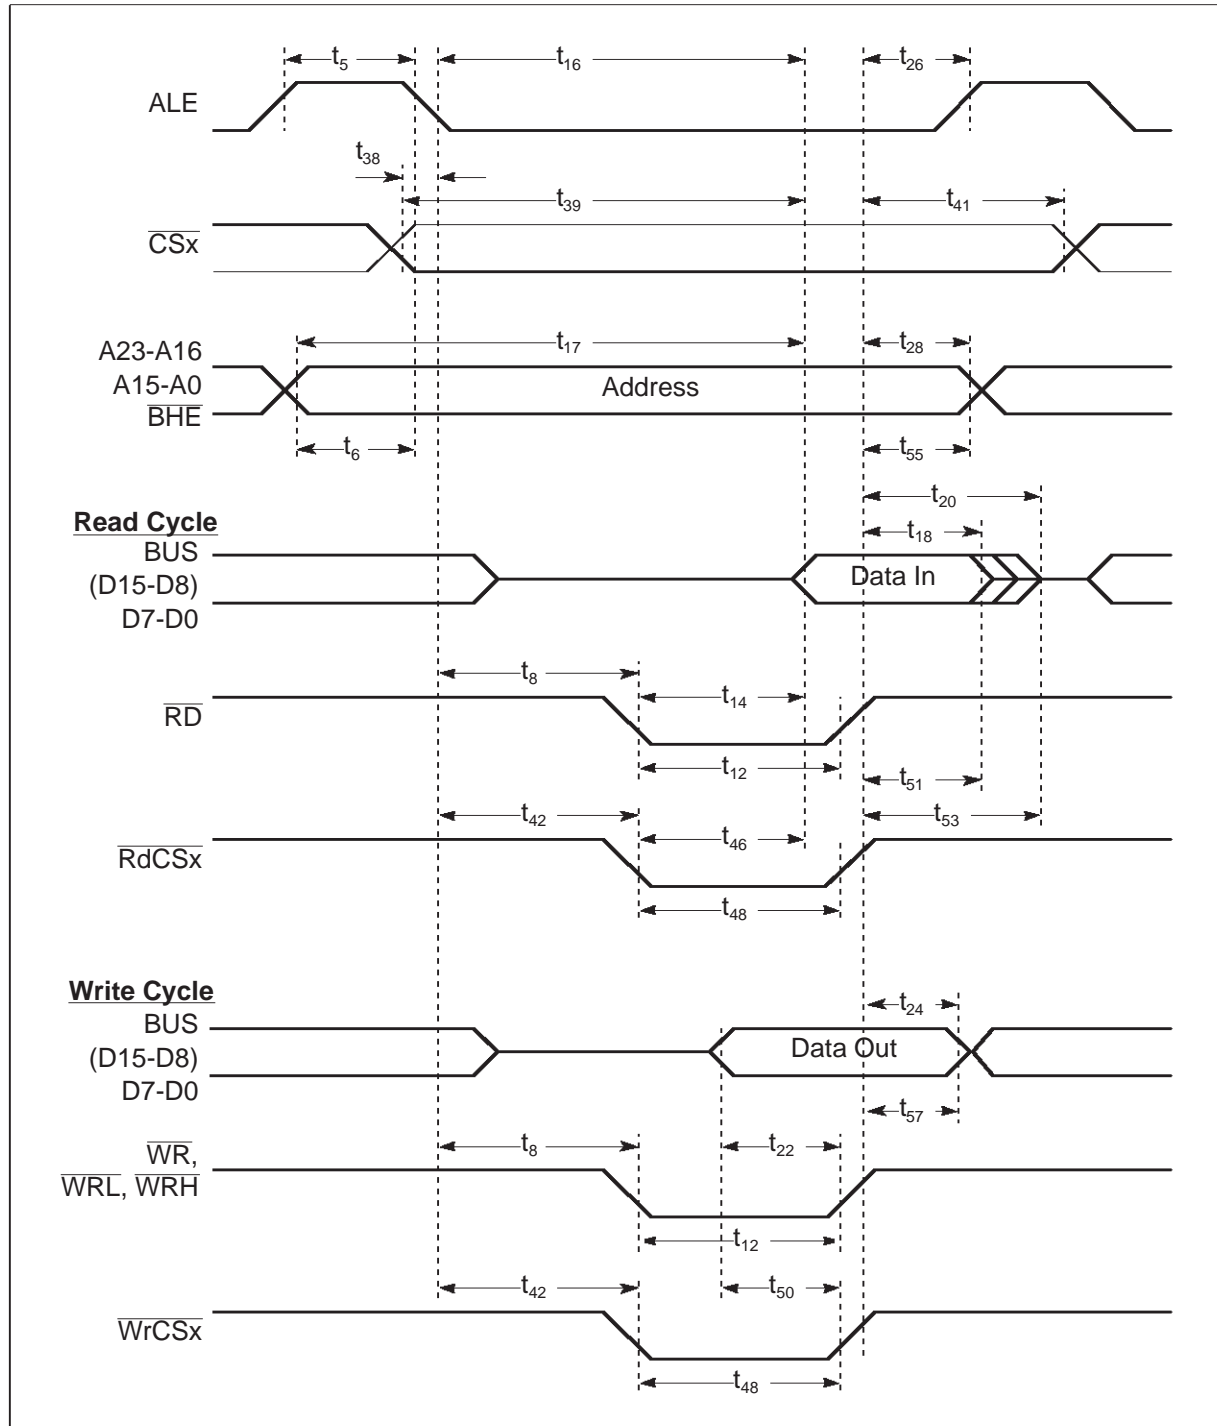 t5 t16 t26
ALE
t38
t39 t41
CSx
t17 t28
A23-A16
A15-A0 Address
BHE
t6 t55
t20
Read Cycle
t18
BUS
(D15-D8) Data In
D7-D0
t8
t14
RD
t12 t51
t42 t53
t46
RdCSx
t48
Write Cycle
t24
BUS
(D15-D8) Data Out
D7-D0
t57
t8 t22
WR,
WRL, WRH
t12
t42 t50
WrCSx
t48